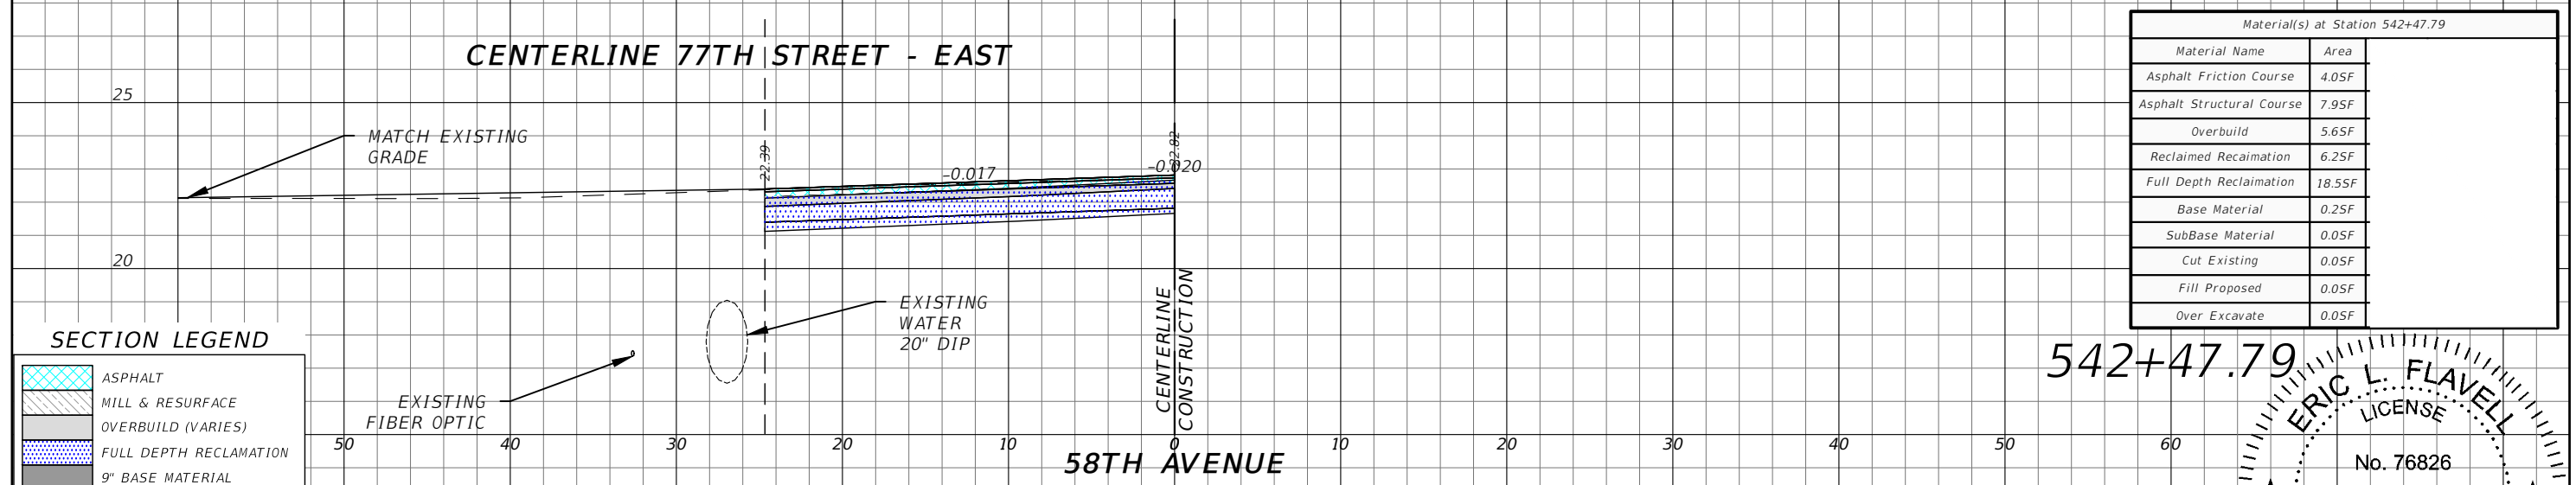 CENTERLINE 77TH STREET - EAST
25
20
MATCH EXISTING
GRADE
22.39
-0.017
-0.020
22.82
EXISTING
WATER
20" DIP
EXISTING
FIBER OPTIC
CENTERLINE
CONSTRUCTION
50 40 30 20 10 0 10 20 30 40 50 60
58TH AVENUE
SECTION LEGEND
ASPHALT
MILL & RESURFACE
OVERBUILD (VARIES)
FULL DEPTH RECLAMATION
9" BASE MATERIAL
Material(s) at Station 542+47.79
Material Name Area
Asphalt Friction Course 4.0SF
Asphalt Structural Course 7.9SF
Overbuild 5.6SF
Reclaimed Recaimation 6.2SF
Full Depth Reclaimation 18.5SF
Base Material 0.2SF
SubBase Material 0.0SF
Cut Existing 0.0SF
Fill Proposed 0.0SF
Over Excavate 0.0SF
542+47.79
ERIC L. FLAVELL
LICENSE
No. 76826